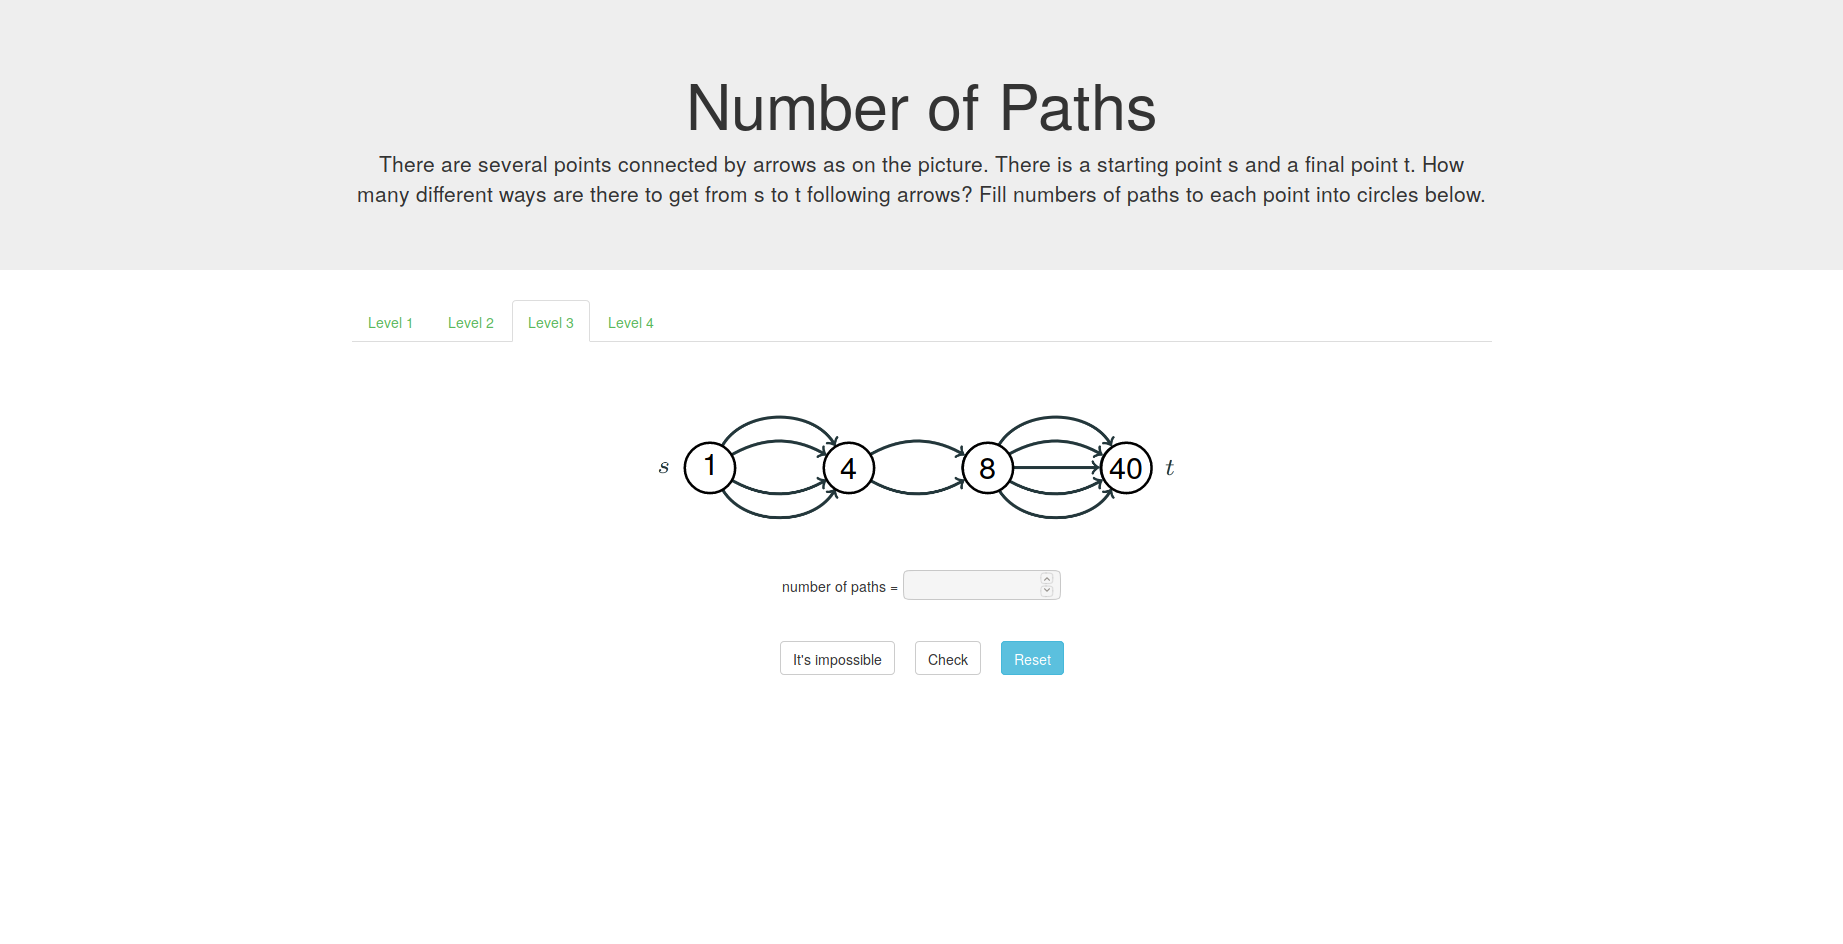 Number of Paths
There are several points connected by arrows as on the picture. There is a starting point s and a final point t. How
many different ways are there to get from s to t following arrows? Fill numbers of paths to each point into circles below.
Level 1 Level 2 Level 3 Level 4
s 1 4 8 40 t
number of paths =
It's impossible Check Reset